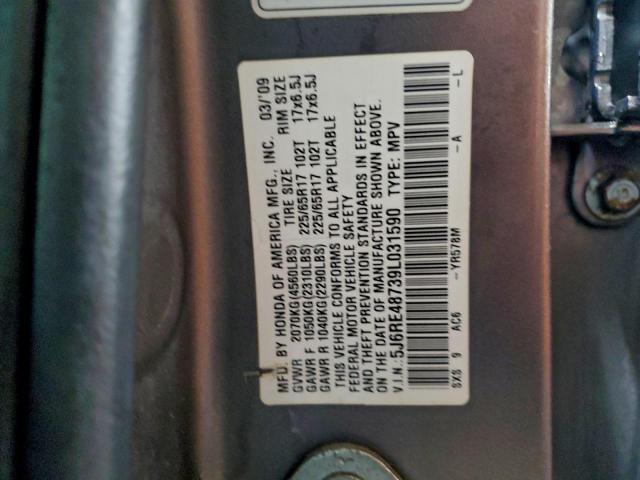 MFD. BY HONDA OF AMERICA MFG., INC. 03/'09
TIRE SIZE RIM SIZE
GVWR 2070KG(4560LBS)
GAWR F 1050KG(2310LBS) 225/65R17 102T 17x6.5J
GAWR R 1040KG(2290LBS) 225/65R17 102T 17x6.5J
THIS VEHICLE CONFORMS TO ALL APPLICABLE
FEDERAL MOTOR VEHICLE SAFETY
AND THEFT PREVENTION STANDARDS IN EFFECT
ON THE DATE OF MANUFACTURE SHOWN ABOVE.
V.I.N.:5J6RE48739L031590 TYPE: MPV
SXS 9 AC6 -YR578M -A -L